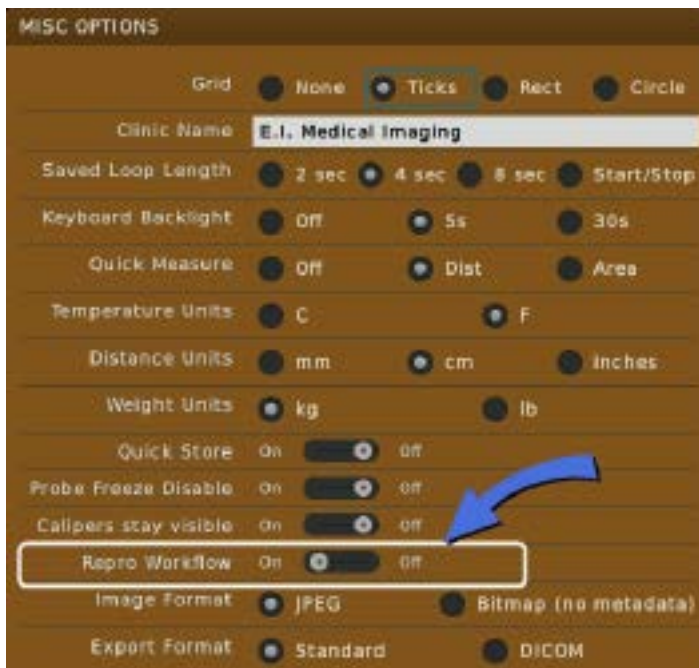 MISC OPTIONS
Grid None Ticks Rect Circle
Clinic Name E.I. Medical Imaging
Saved Loop Length 2 sec 4 sec 8 sec Start/Stop
Keyboard Backlight Off 5s 30s
Quick Measure Off Dist Area
Temperature Units C F
Distance Units mm cm inches
Weight Units kg lb
Quick Store On Off
Probe Freeze Disable On Off
Calipers stay visible On Off
Repro Workflow On Off
Image Format JPEG Bitmap (no metadata)
Export Format Standard DICOM